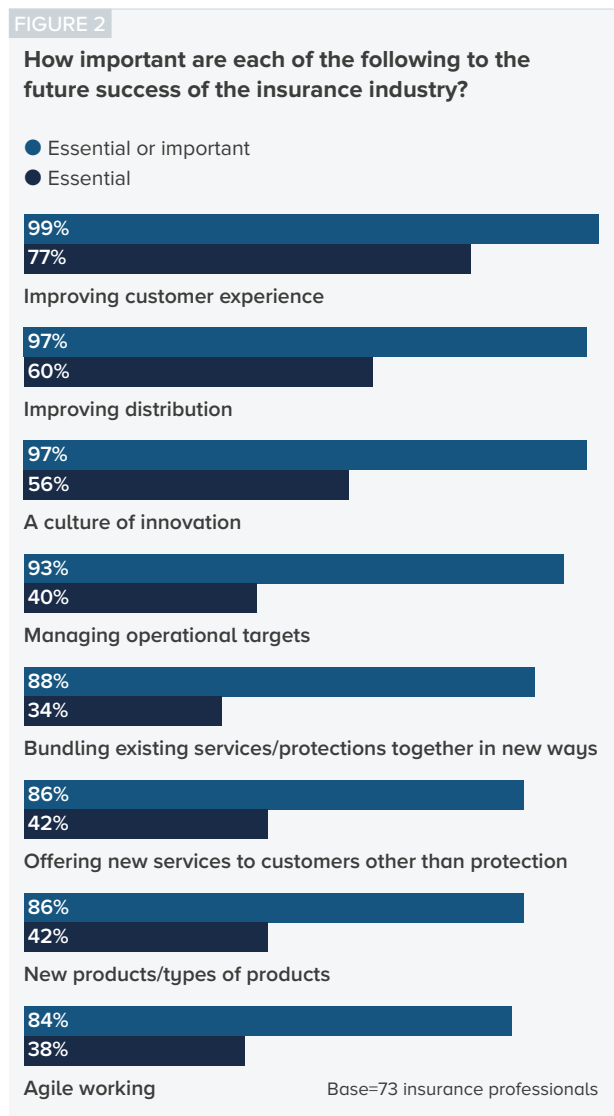 FIGURE 2
How important are each of the following to the
future success of the insurance industry?
Essential or important
Essential
99%
77%
Improving customer experience
97%
60%
Improving distribution
97%
56%
A culture of innovation
93%
40%
Managing operational targets
88%
34%
Bundling existing services/protections together in new ways
86%
42%
Offering new services to customers other than protection
86%
42%
New products/types of products
84%
38%
Agile working
Base=73 insurance professionals